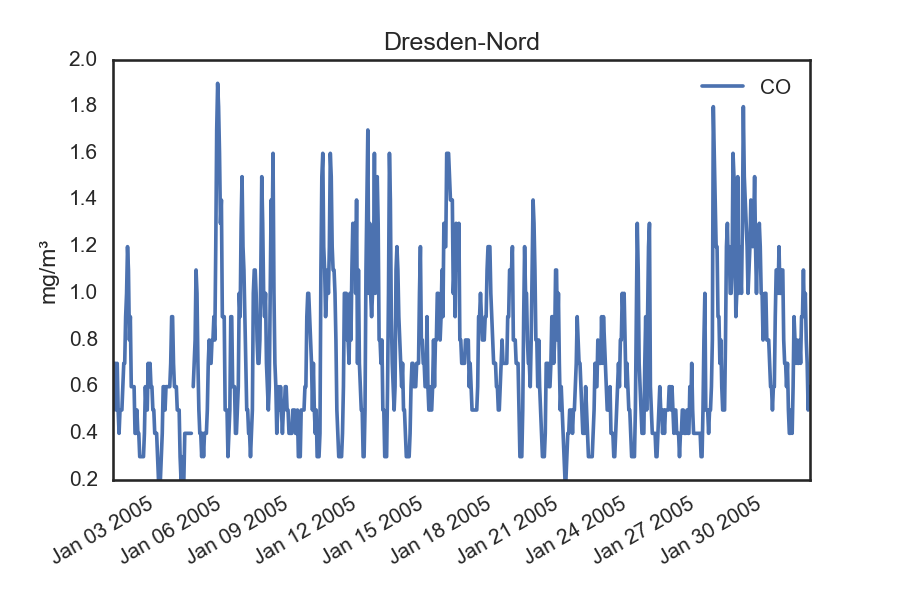 Dresden-Nord
CO
mg/m³
2.0
1.8
1.6
1.4
1.2
1.0
0.8
0.6
0.4
0.2
Jan 03 2005
Jan 06 2005
Jan 09 2005
Jan 12 2005
Jan 15 2005
Jan 18 2005
Jan 21 2005
Jan 24 2005
Jan 27 2005
Jan 30 2005